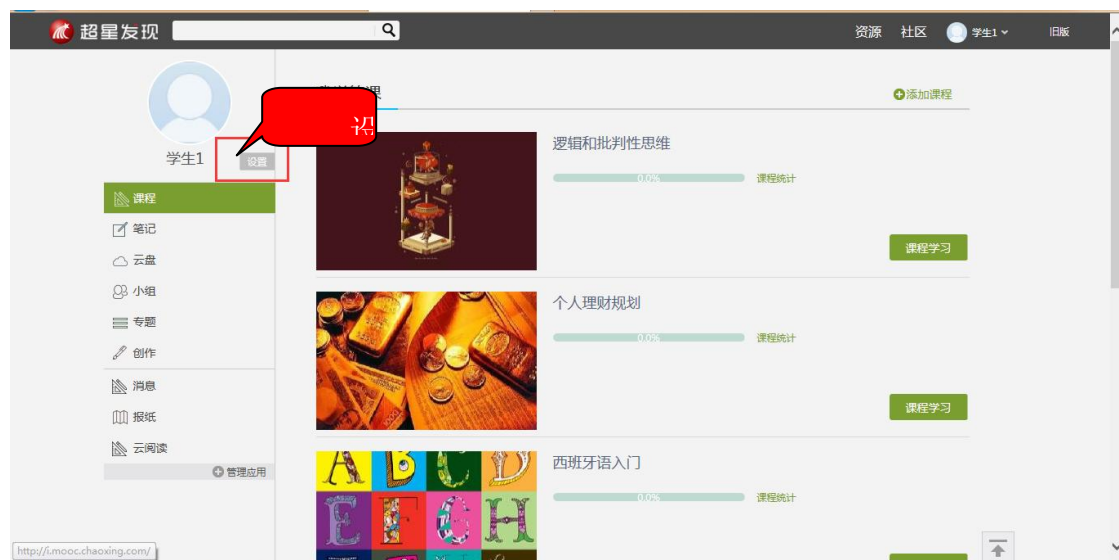 超星发现
资源 社区 学生1 旧版
添加课程
学生1 设置
课程
笔记
云盘
小组
专题
创作
消息
报纸
云阅读
管理应用
逻辑和批判性思维
0.0% 课程统计
课程学习
个人理财规划
0.0% 课程统计
课程学习
西班牙语入门
0.0% 课程统计
A B C D
E F G H
http://i.mooc.chaoxing.com/